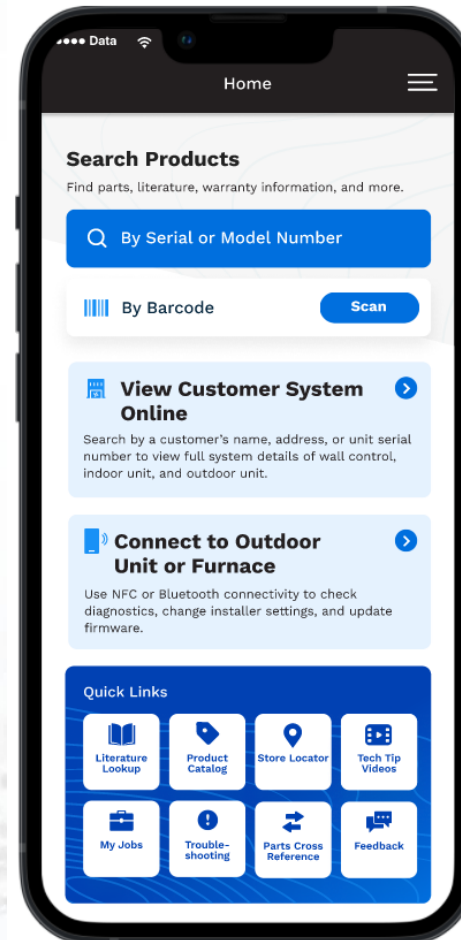 Data
Home
Search Products
Find parts, literature, warranty information, and more.
By Serial or Model Number
By Barcode
Scan
View Customer System
Online
Search by a customer's name, address, or unit serial
number to view full system details of wall control,
indoor unit, and outdoor unit.
Connect to Outdoor
Unit or Furnace
Use NFC or Bluetooth connectivity to check
diagnostics, change installer settings, and update
firmware.
Quick Links
Literature
Lookup
Product
Catalog
Store Locator
Tech Tip
Videos
My Jobs
Trouble-
shooting
Parts Cross
Reference
Feedback